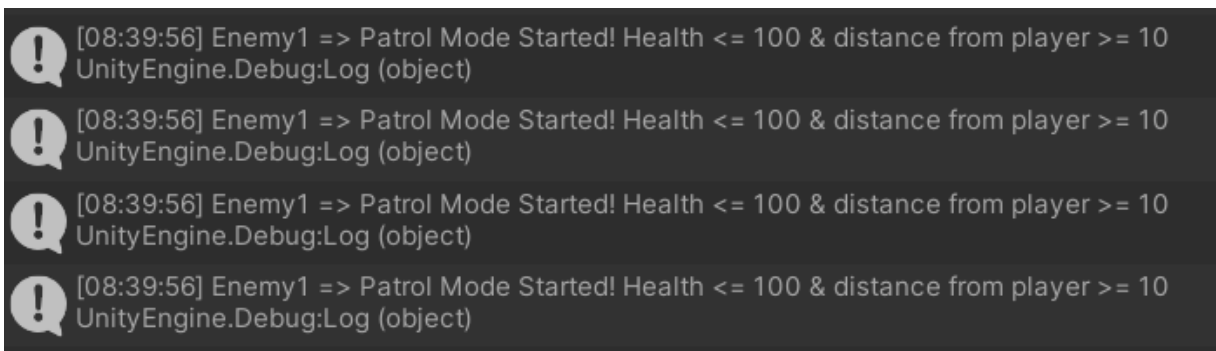 [08:39:56] Enemy1 => Patrol Mode Started! Health <= 100 & distance from player >= 10
UnityEngine.Debug:Log (object)
[08:39:56] Enemy1 => Patrol Mode Started! Health <= 100 & distance from player >= 10
UnityEngine.Debug:Log (object)
[08:39:56] Enemy1 => Patrol Mode Started! Health <= 100 & distance from player >= 10
UnityEngine.Debug:Log (object)
[08:39:56] Enemy1 => Patrol Mode Started! Health <= 100 & distance from player >= 10
UnityEngine.Debug:Log (object)